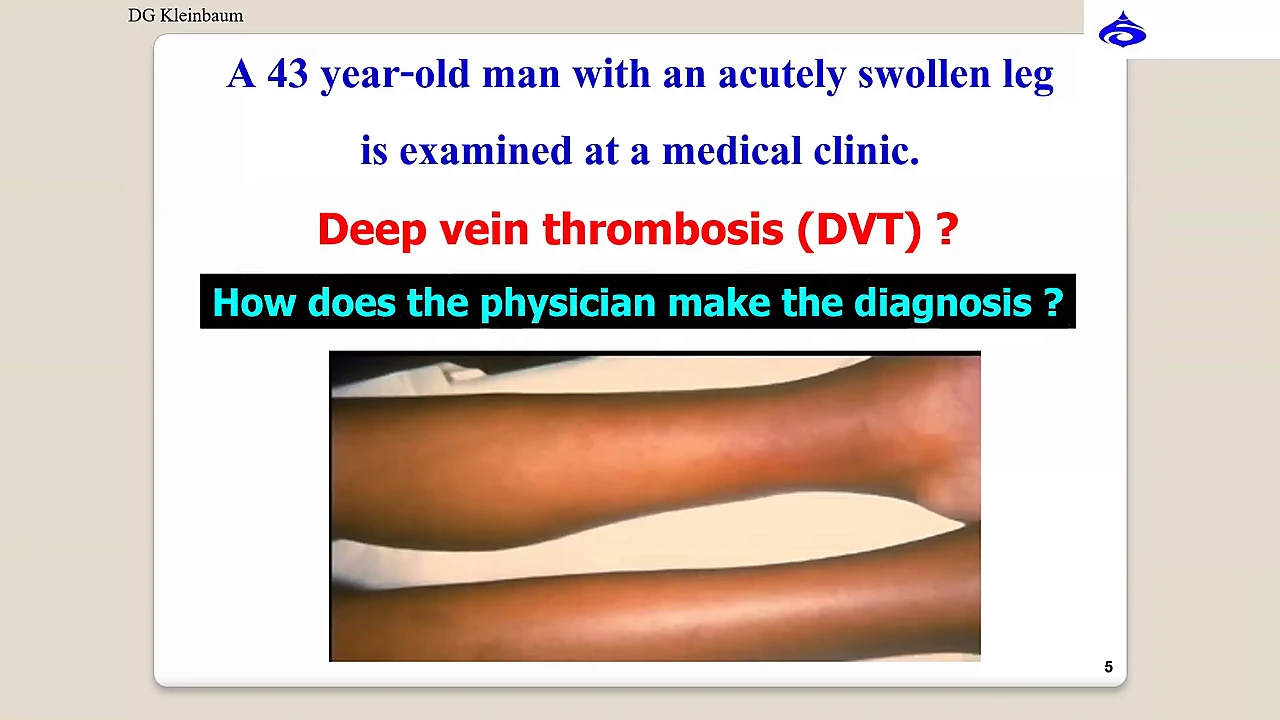 DG Kleinbaum
A 43 year-old man with an acutely swollen leg
is examined at a medical clinic.
Deep vein thrombosis (DVT) ?
How does the physician make the diagnosis ?
5